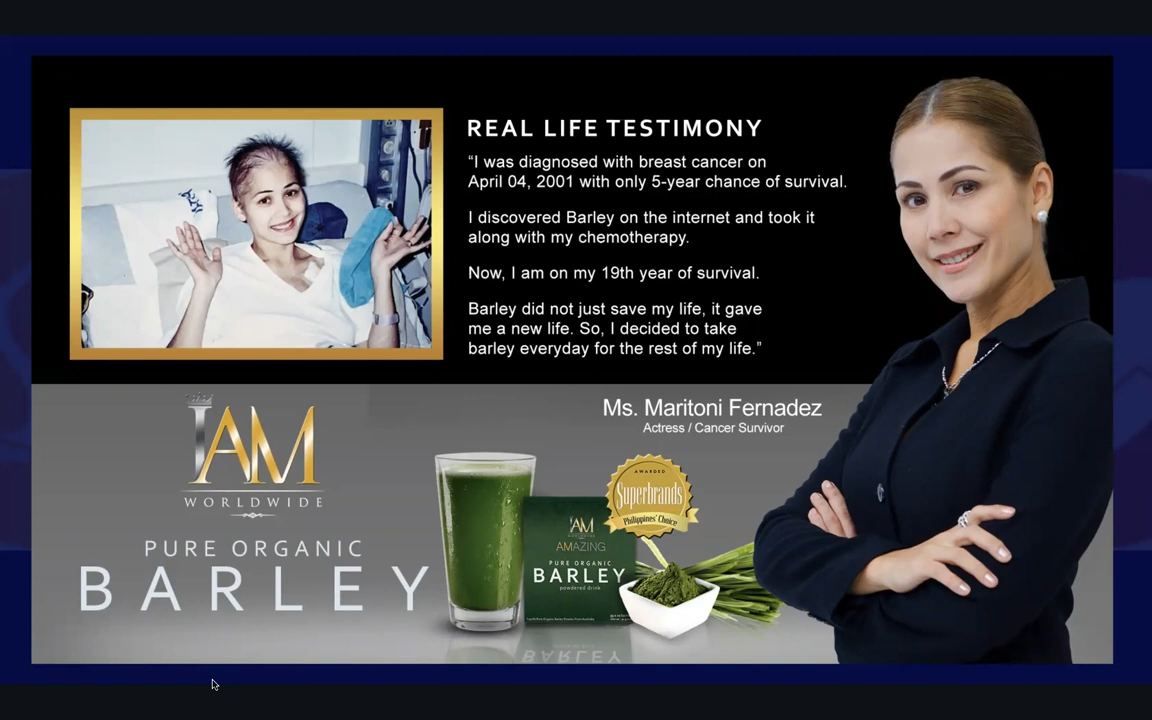 REAL LIFE TESTIMONY
“I was diagnosed with breast cancer on
April 04, 2001 with only 5-year chance of survival.
I discovered Barley on the internet and took it
along with my chemotherapy.
Now, I am on my 19th year of survival.
Barley did not just save my life, it gave
me a new life. So, I decided to take
barley everyday for the rest of my life.”
Ms. Maritoni Fernadez
Actress / Cancer Survivor
IAM
WORLDWIDE
PURE ORGANIC
BARLEY
AWARDED
Superbrands
Philippines' Choice
IAM
WORLDWIDE
AMAZING
PURE ORGANIC
BARLEY
powdered drink
BARLEY